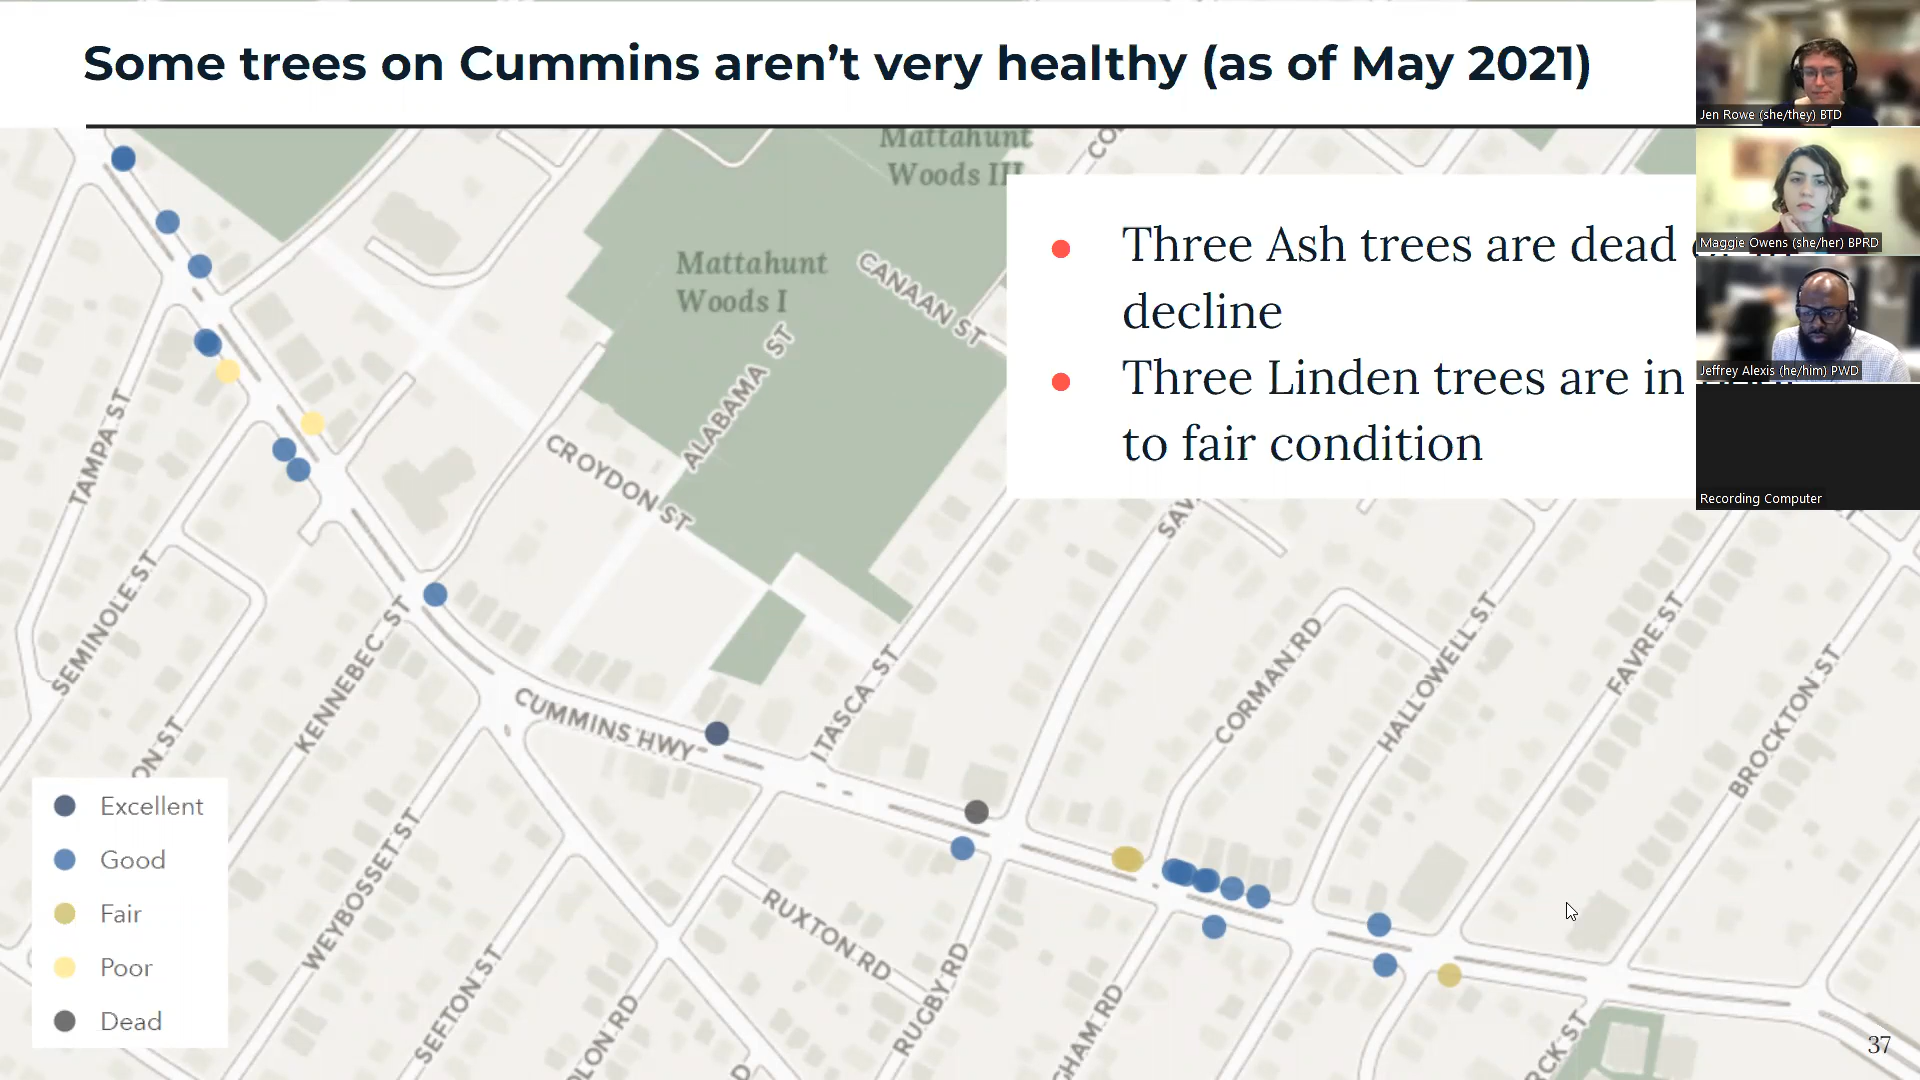 Some trees on Cummins aren't very healthy (as of May 2021)
Jen Rowe (she/they) BTD
Maggie Owens (she/her) BPRD
Jeffrey Alexis (he/him) PWD
Recording Computer
Three Ash trees are dead
decline
Three Linden trees are in
to fair condition
Mattahunt
Woods III
Mattahunt
Woods I
CANAAN ST
ALABAMA ST
CROYDON ST
TAMPA ST
SEMINOLE ST
KENNEBEC ST
CUMMINS HWY
ITASCA ST
CORMAN RD
HALLOWELL ST
FAVRE ST
BROCKTON ST
WEYBOSSET ST
SEFTON ST
RUXTON RD
RUGBY RD
Excellent
Good
Fair
Poor
Dead
37